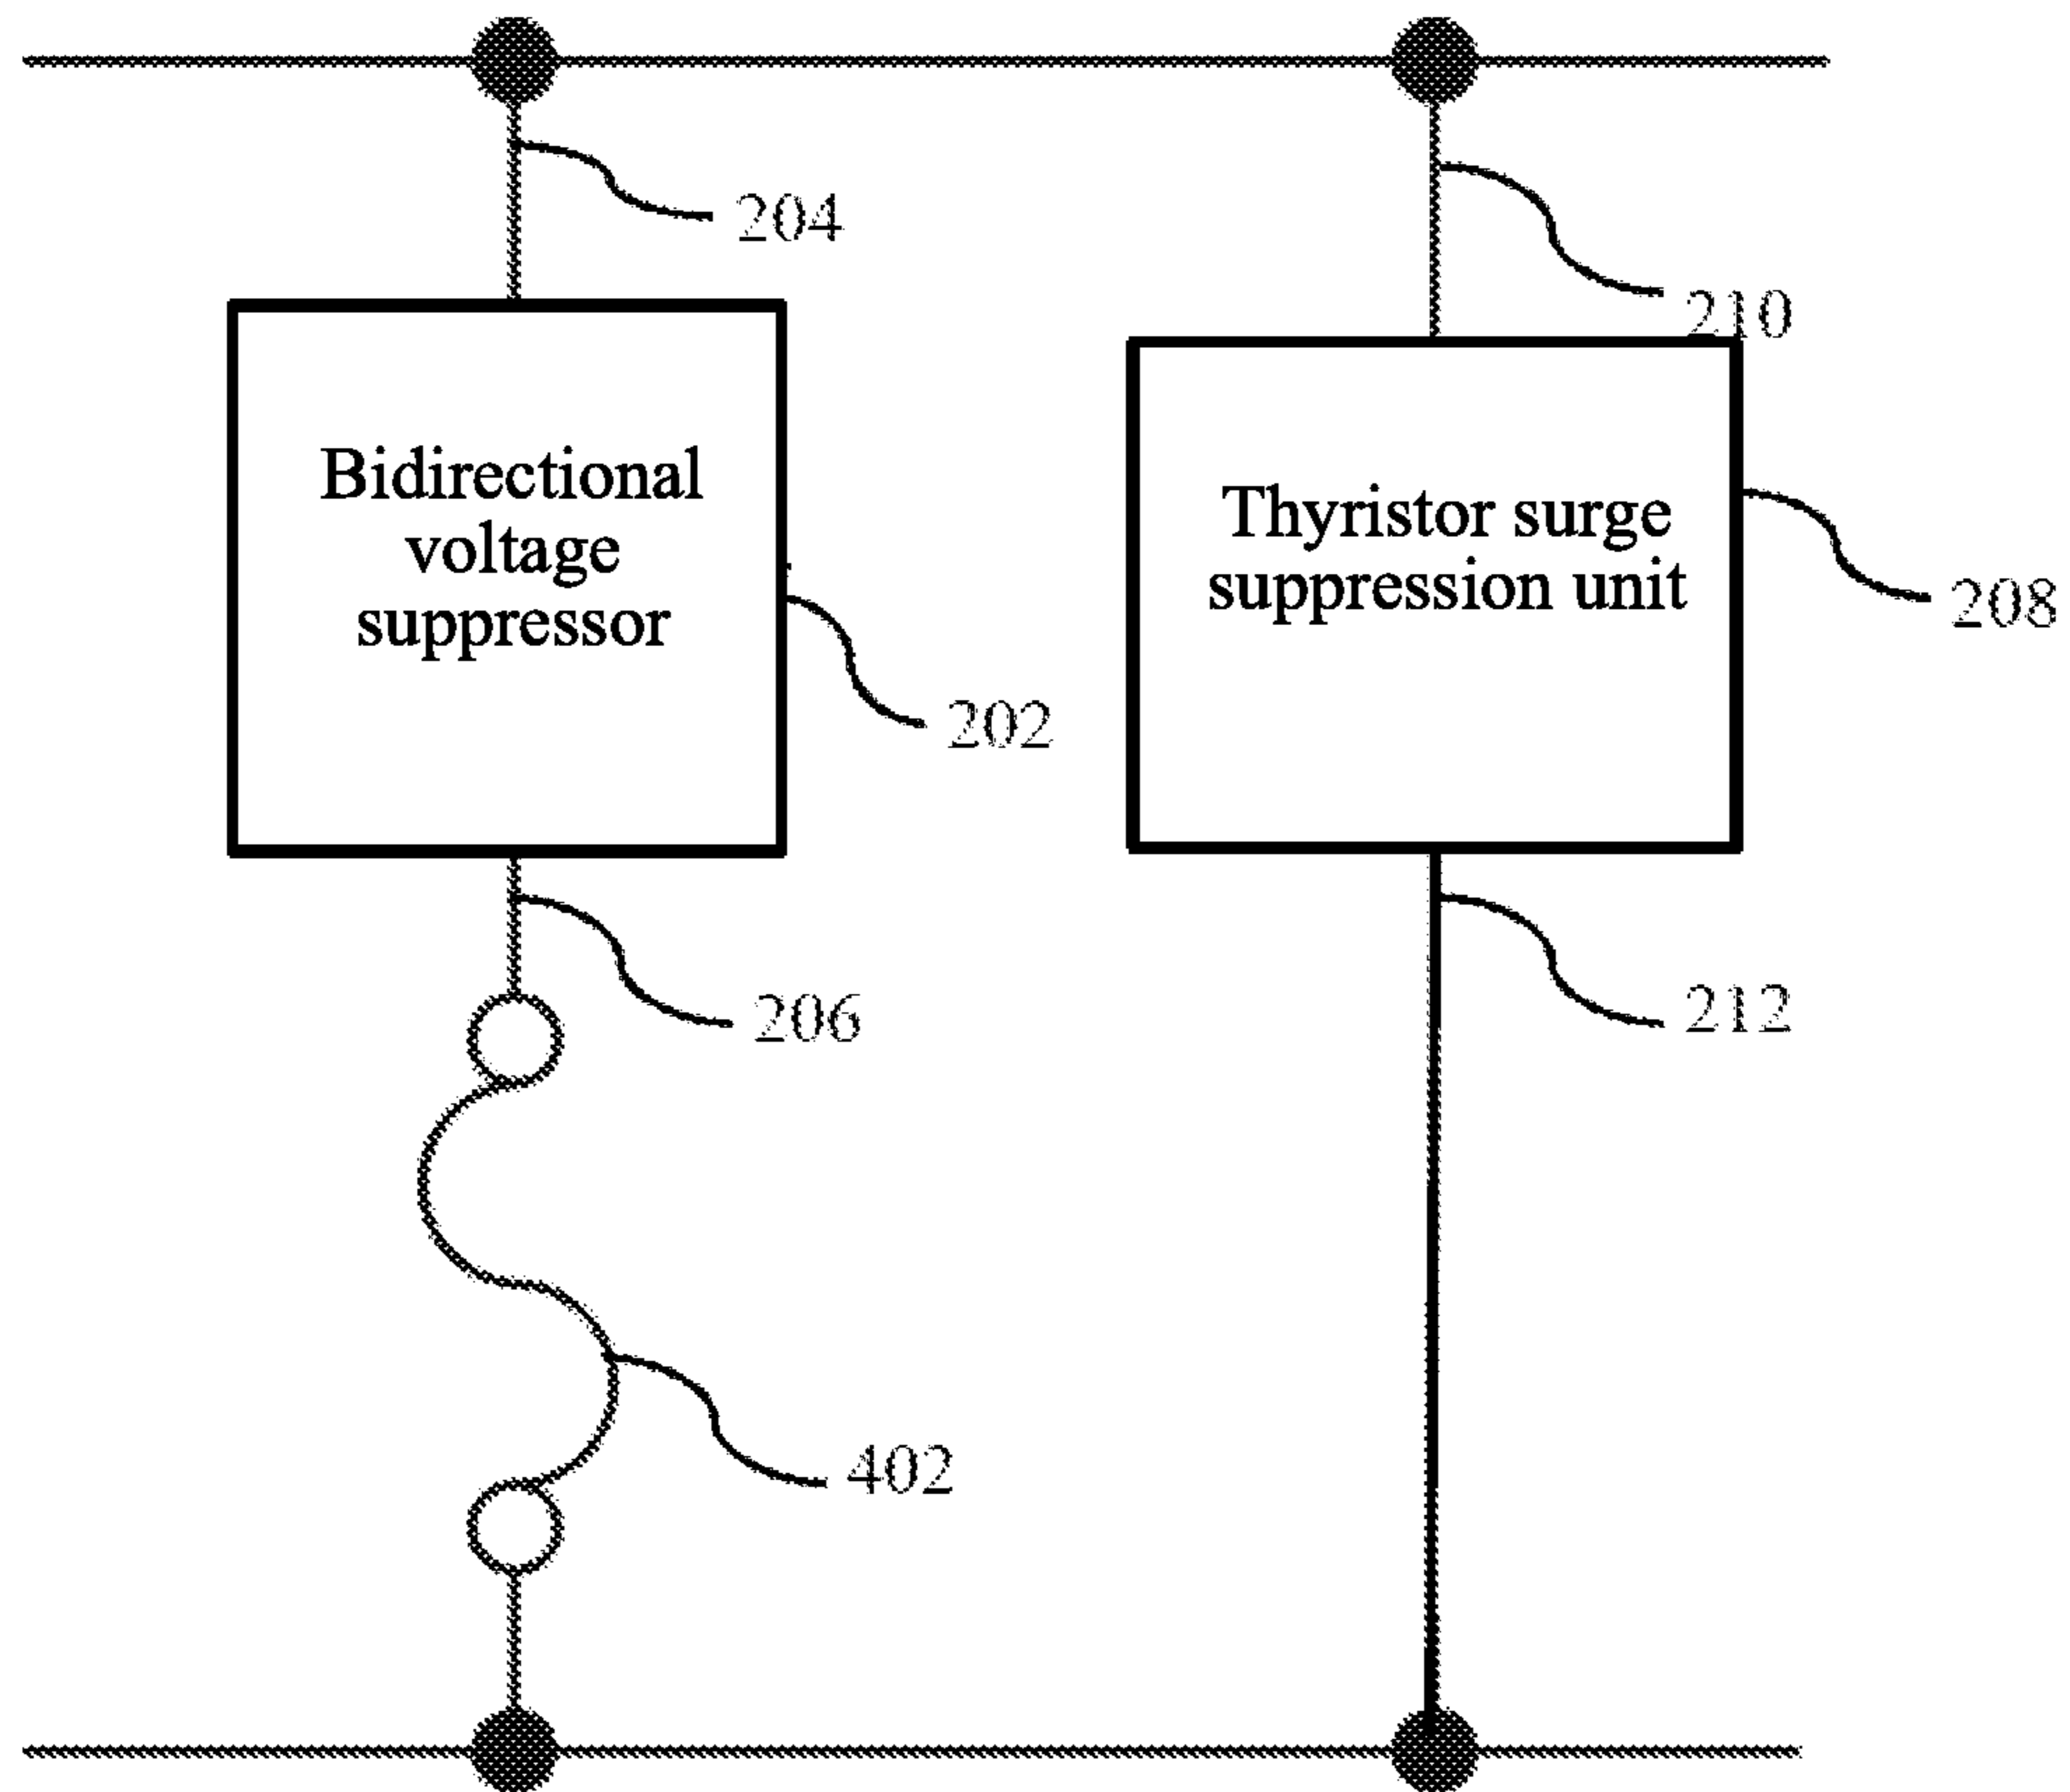 204
210
Bidirectional
voltage
suppressor
Thyristor surge
suppression unit
208
202
206
212
402